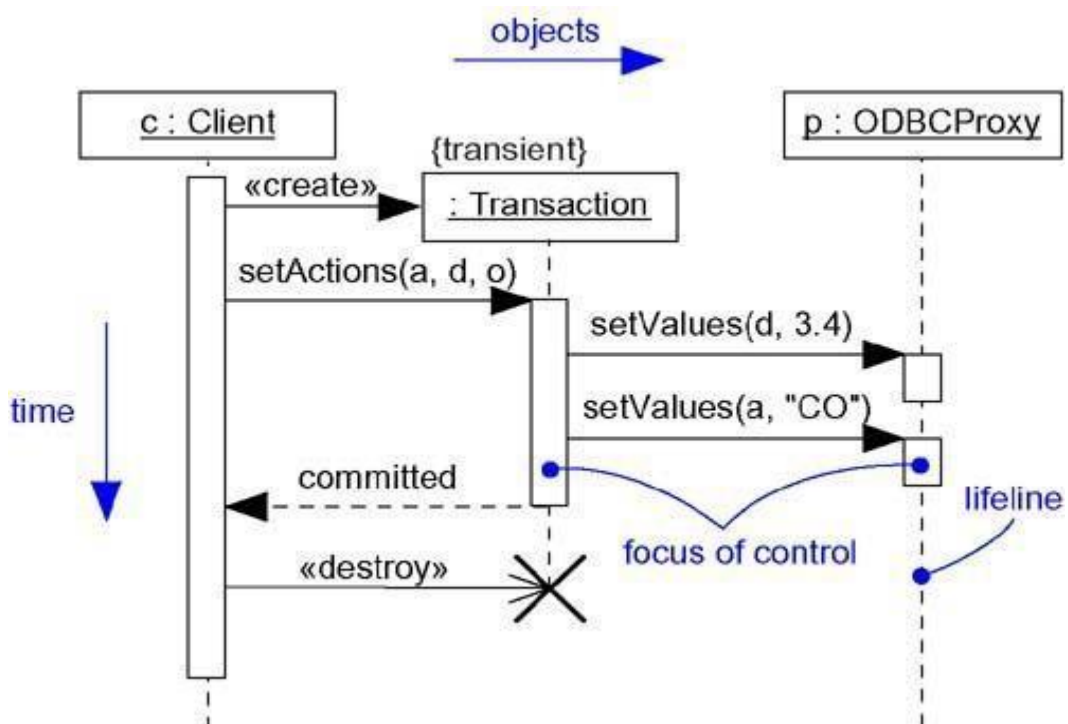 objects
c : Client
p : ODBCProxy
{transient}
«create»
: Transaction
setActions(a, d, o)
setValues(d, 3.4)
time
setValues(a, "CO")
committed
lifeline
focus of control
«destroy»